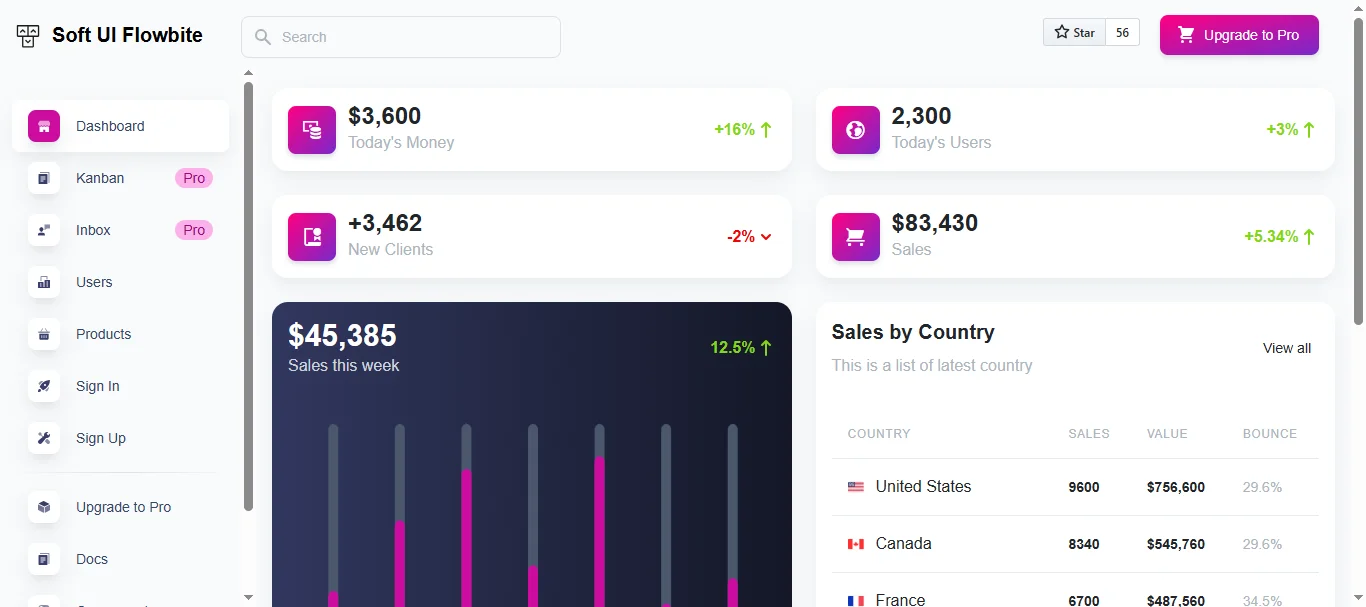 Soft UI Flowbite
Search
Star 56
Upgrade to Pro
Dashboard
Kanban Pro
Inbox Pro
Users
Products
Sign In
Sign Up
Upgrade to Pro
Docs
$3,600
Today's Money
+16%
2,300
Today's Users
+3%
+3,462
New Clients
-2%
$83,430
Sales
+5.34%
$45,385
Sales this week
12.5%
Sales by Country
This is a list of latest country
View all
COUNTRY SALES VALUE BOUNCE
United States 9600 $756,600 29.6%
Canada 8340 $545,760 29.6%
France 6700 $487,560 34.5%